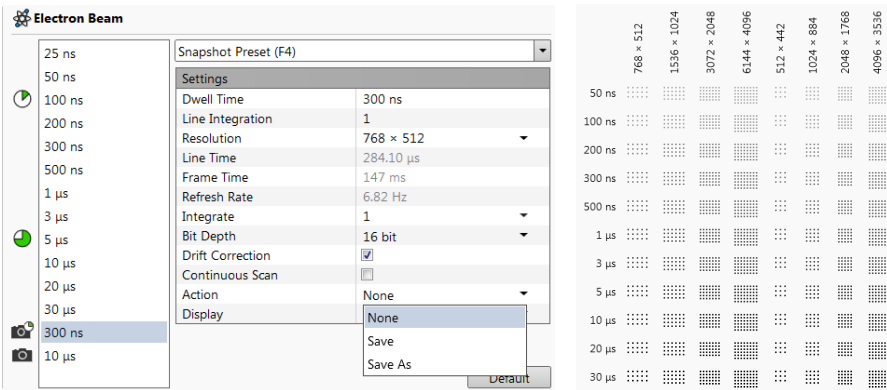 Electron Beam
25 ns
50 ns
100 ns
200 ns
300 ns
500 ns
1 µs
3 µs
5 µs
10 µs
20 µs
30 µs
300 ns
10 µs
Snapshot Preset (F4)
Settings
Dwell Time 300 ns
Line Integration 1
Resolution 768 × 512
Line Time 284.10 µs
Frame Time 147 ms
Refresh Rate 6.82 Hz
Integrate 1
Bit Depth 16 bit
Drift Correction
Continuous Scan
Action None
Display
None
Save
Save As
Default
768 × 512
1536 × 1024
3072 × 2048
6144 × 4096
512 × 442
1024 × 884
2048 × 1768
4096 × 3536
50 ns
100 ns
200 ns
300 ns
500 ns
1 µs
3 µs
5 µs
10 µs
20 µs
30 µs